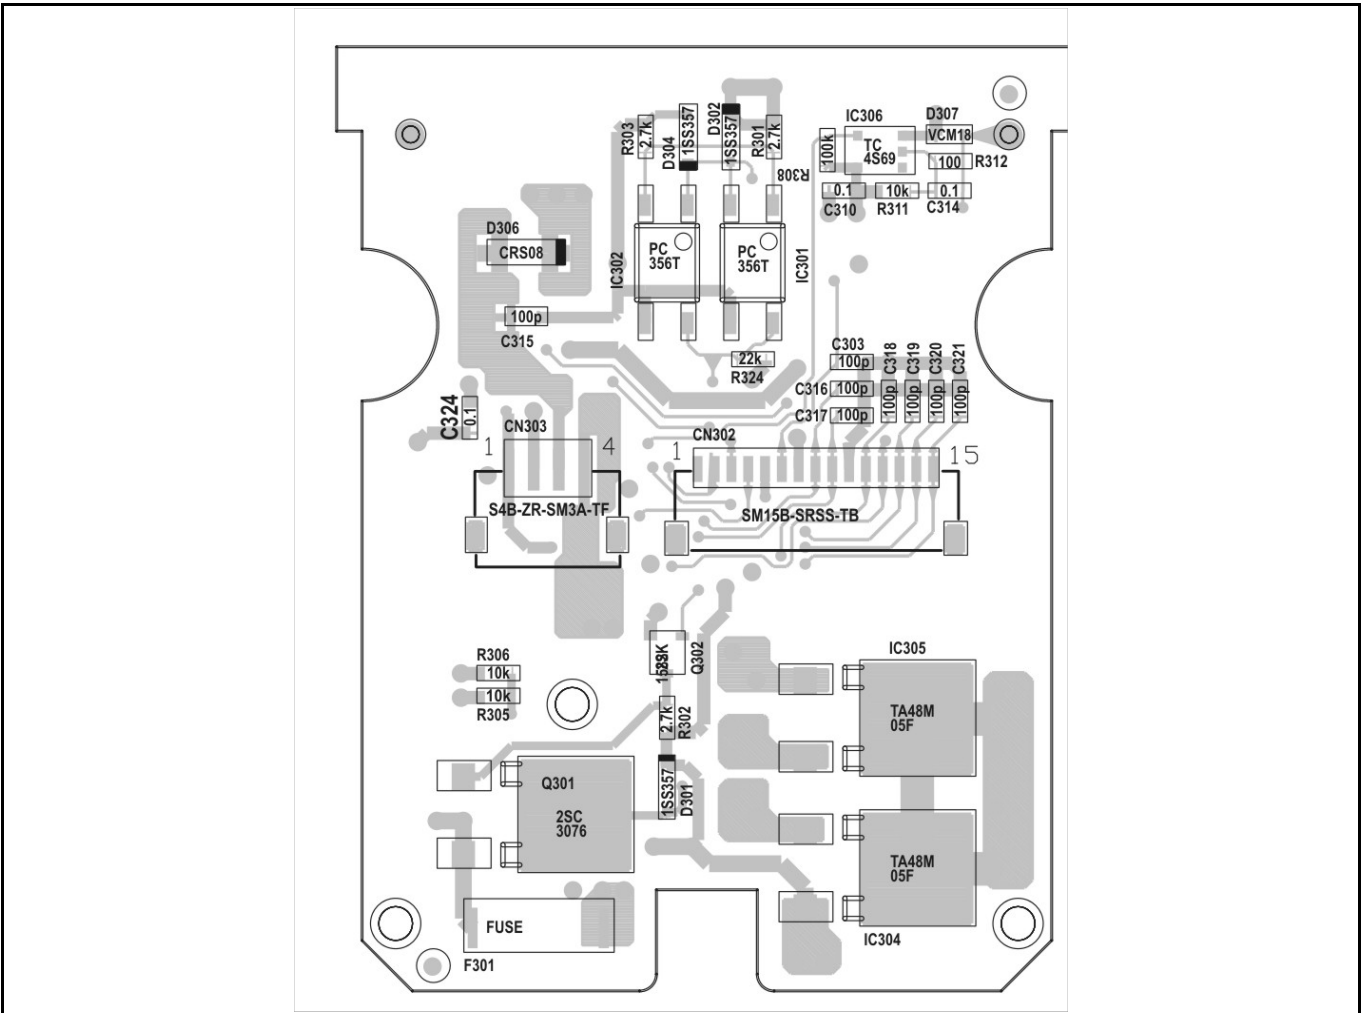 IC306
D307
R303
2.7k
D304
1SS357
D302
1SS357
R301
2.7k
100k
TC
4S69
VCM18
100
R312
R308
0.1
10k
0.1
C310
R311
C314
D306
CRS08
PC
356T
IC302
PC
356T
IC301
100p
C315
22k
R324
C303
100p
C316
100p
C317
100p
C318
100p
C319
100p
C320
100p
C321
100p
C324
0.1
CN303
1
4
S4B-ZR-SM3A-TF
CN302
1
15
SM15B-SRSS-TB
Q302
R306
10k
10k
R305
2.7k
R302
IC305
TA48M
05F
Q301
2SC
3076
1SS357
D301
TA48M
05F
IC304
FUSE
F301